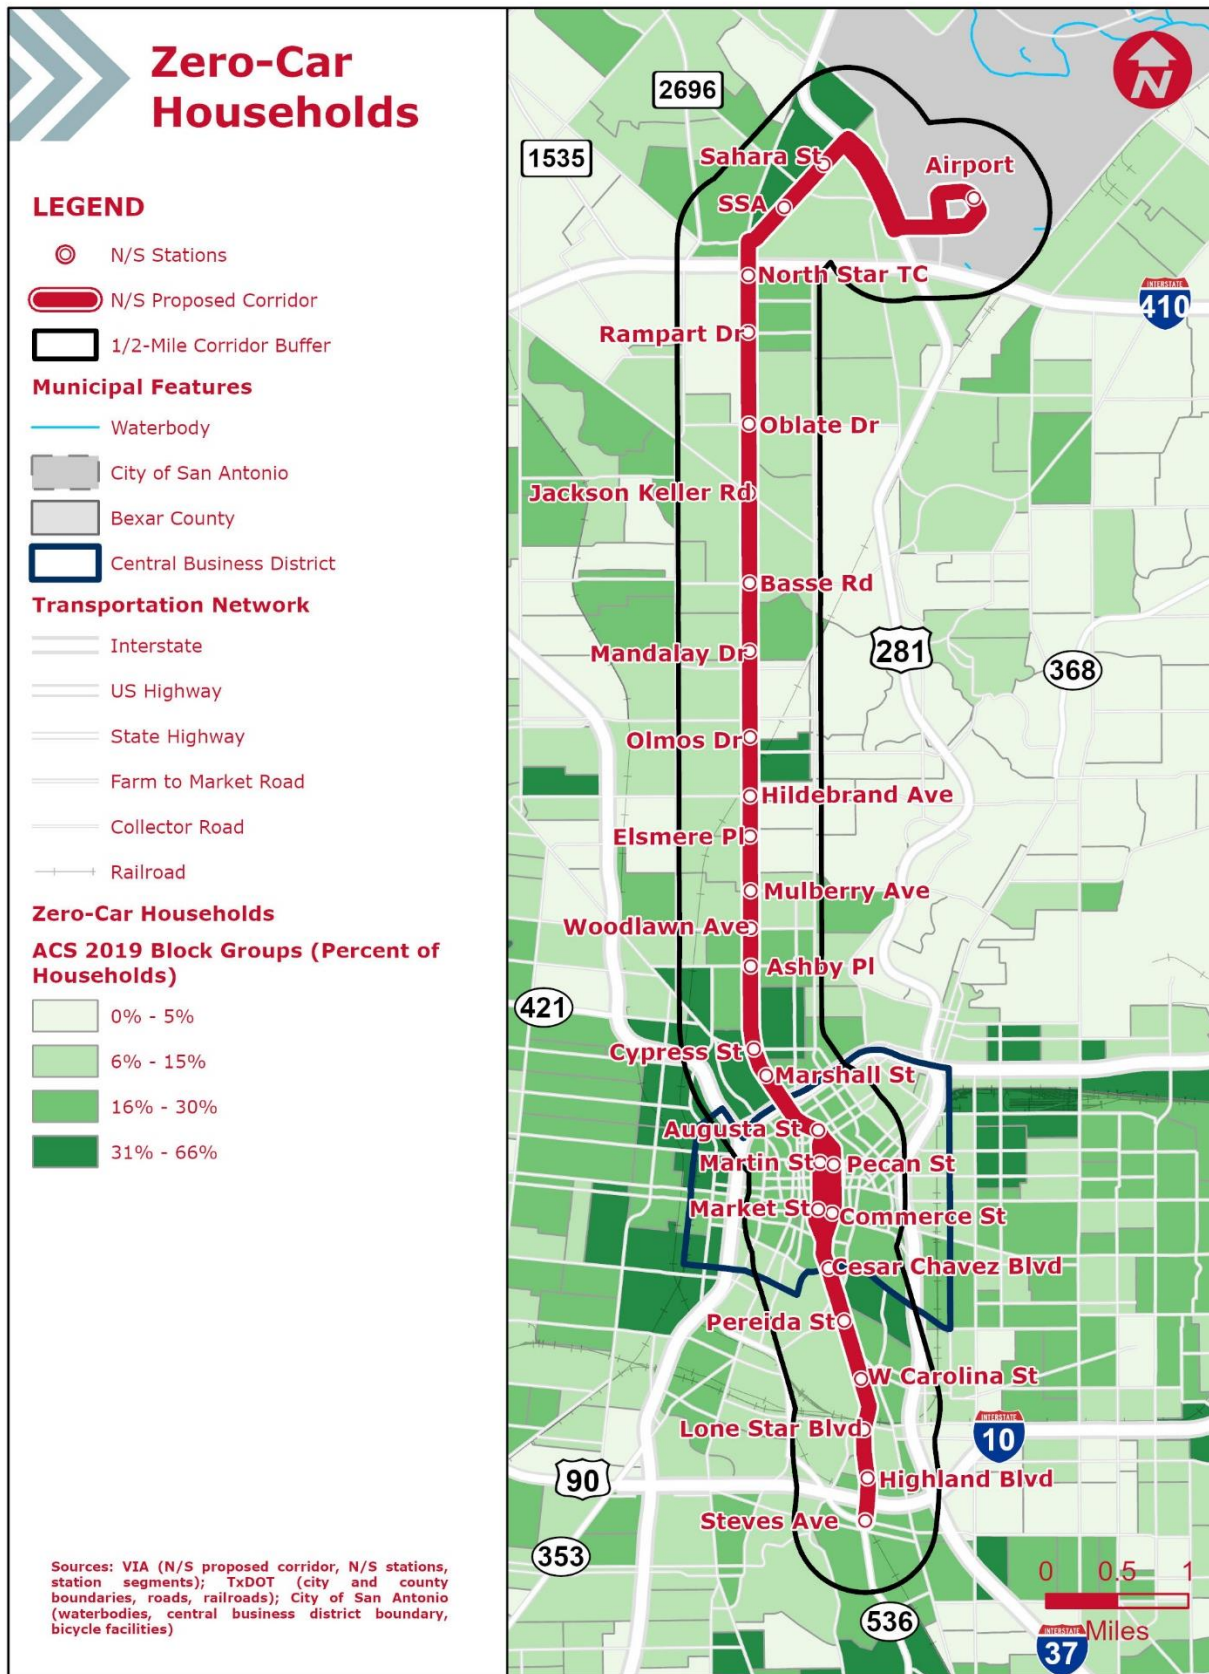 Zero-Car
Households
LEGEND
N/S Stations
N/S Proposed Corridor
1/2-Mile Corridor Buffer
Municipal Features
Waterbody
City of San Antonio
Bexar County
Central Business District
Transportation Network
Interstate
US Highway
State Highway
Farm to Market Road
Collector Road
Railroad
Zero-Car Households
ACS 2019 Block Groups (Percent of
Households)
0% - 5%
6% - 15%
16% - 30%
31% - 66%
Sources: VIA (N/S proposed corridor, N/S stations,
station segments); TxDOT (city and county
boundaries, roads, railroads); City of San Antonio
(waterbodies, central business district boundary,
bicycle facilities)
N
2696
1535
Sahara St
Airport
SSA
North Star TC
INTERSTATE
410
Rampart Dr
Oblate Dr
Jackson Keller Rd
Basse Rd
Mandalay Dr
281
368
Olmos Dr
Hildebrand Ave
Elsmere Pl
Mulberry Ave
Woodlawn Ave
Ashby Pl
421
Cypress St
Marshall St
Augusta St
Martin St
Pecan St
Market St
Commerce St
Cesar Chavez Blvd
Pereida St
W Carolina St
Lone Star Blvd
INTERSTATE
10
90
Highland Blvd
Steves Ave
353
0 0.5 1
Miles
536
INTERSTATE
37